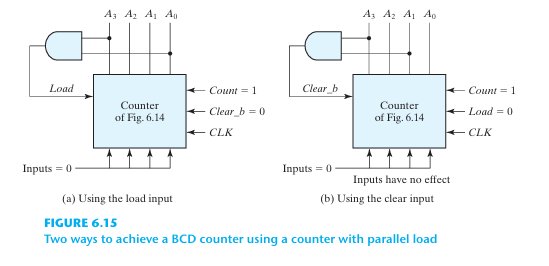 A3 A2 A1 A0
Load
Counter
of Fig. 6.14
Count = 1
Clear_b = 0
CLK
Inputs = 0
(a) Using the load input
A3 A2 A1 A0
Clear_b
Counter
of Fig. 6.14
Count = 1
Load = 0
CLK
Inputs = 0
Inputs have no effect
(b) Using the clear input
FIGURE 6.15
Two ways to achieve a BCD counter using a counter with parallel load